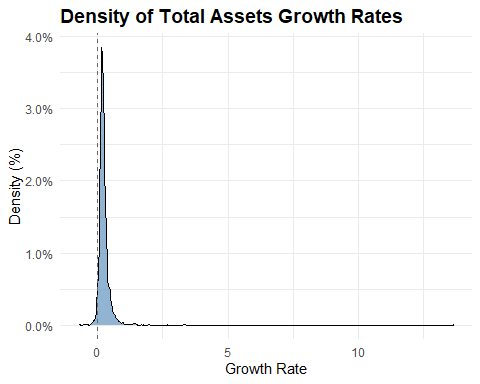 Density of Total Assets Growth Rates
4.0%
3.0%
2.0%
1.0%
0.0%
Density (%)
0 5 10
Growth Rate